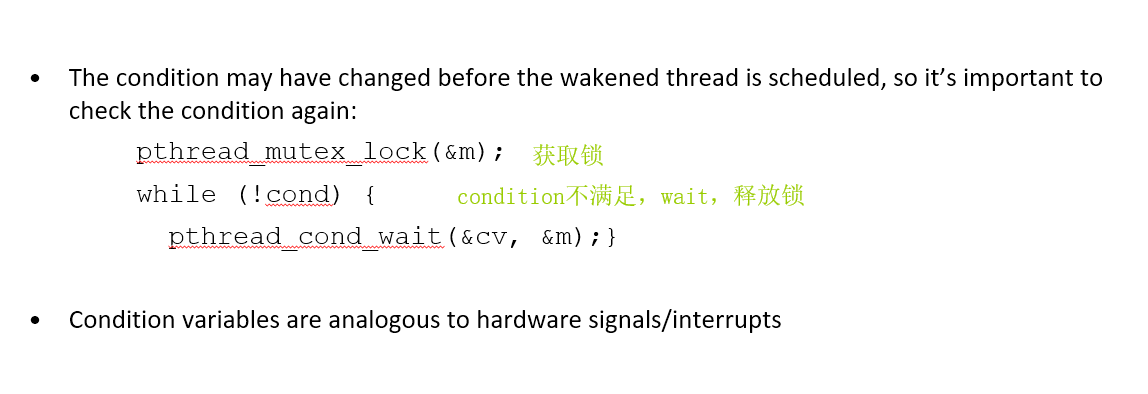 • The condition may have changed before the wakened thread is scheduled, so it’s important to
check the condition again:
pthread_mutex_lock(&m); 获取锁
while (!cond) { condition不满足，wait，释放锁
pthread_cond_wait(&cv, &m);}
• Condition variables are analogous to hardware signals/interrupts